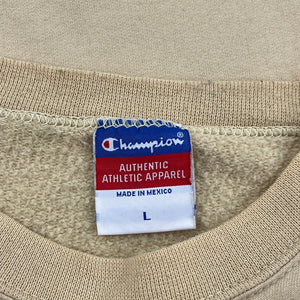 Champion®
AUTHENTIC
ATHLETIC APPAREL
MADE IN MEXICO
L